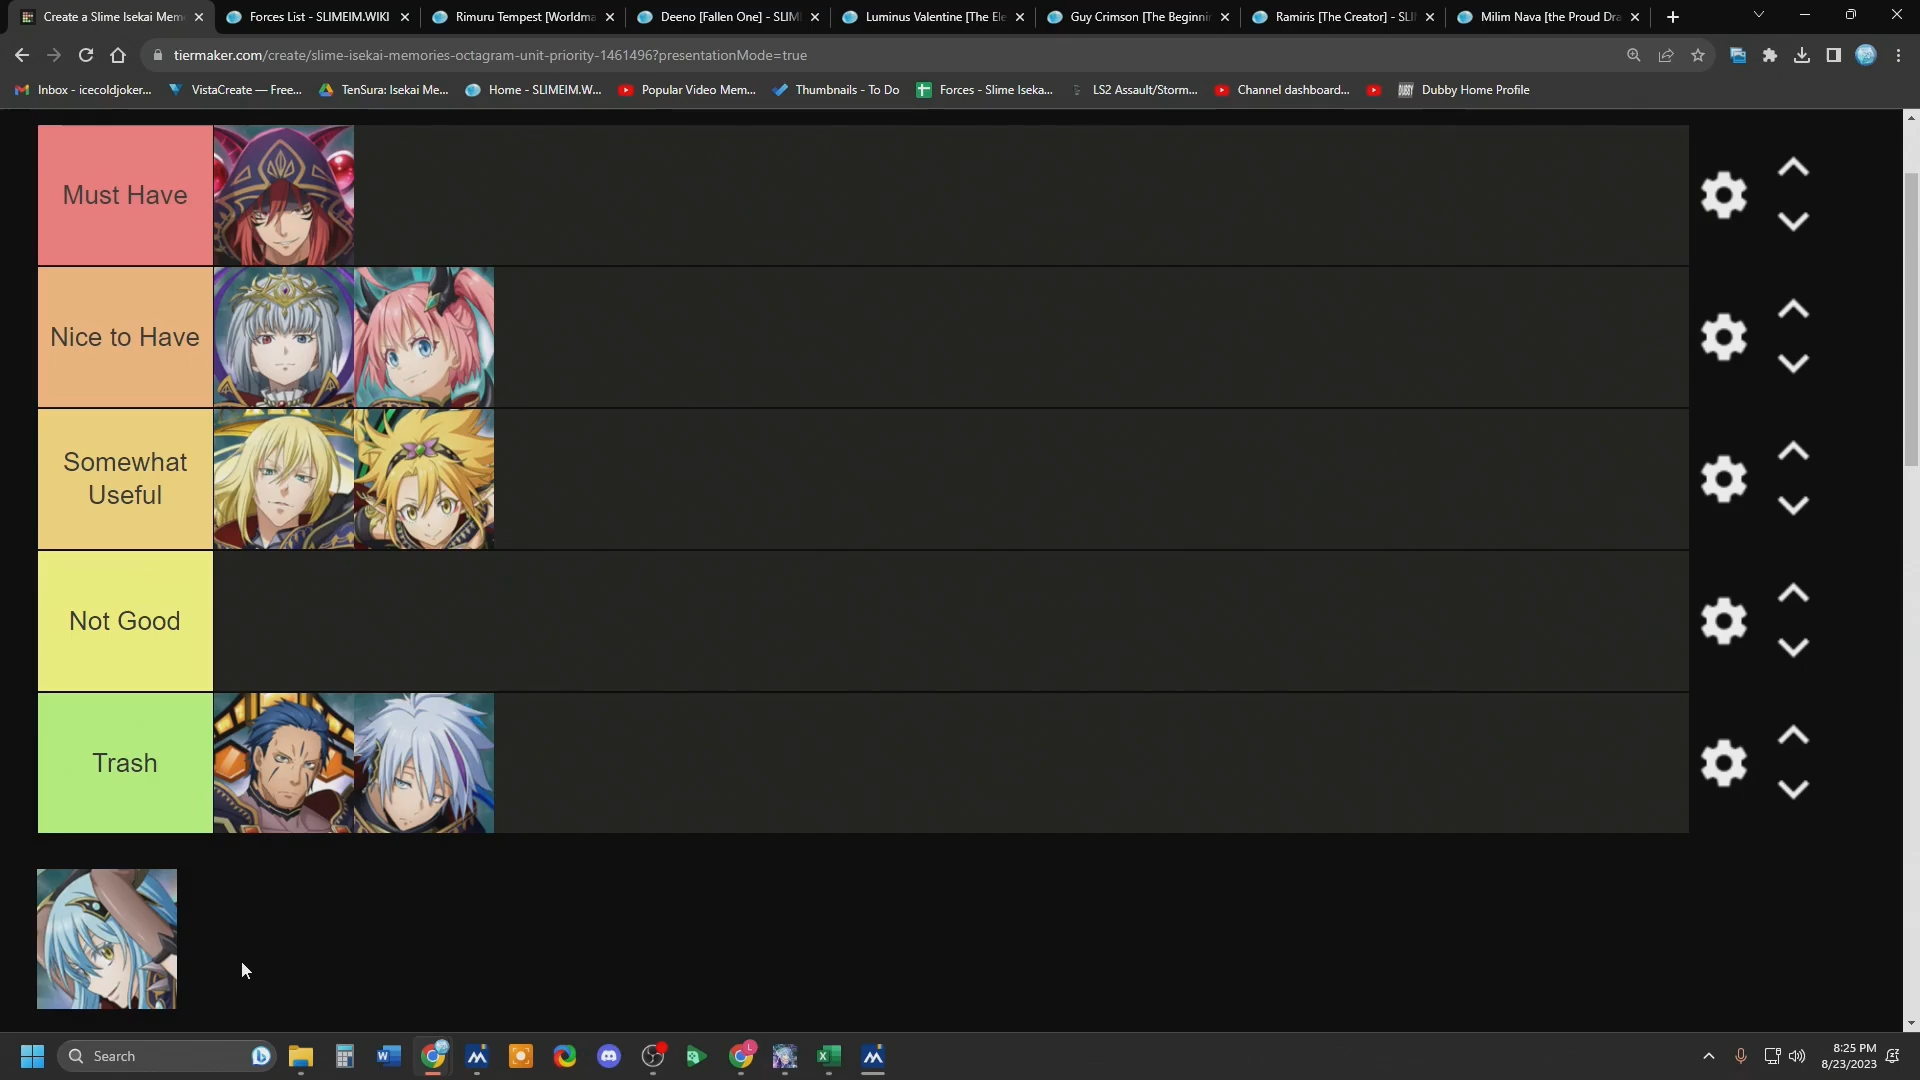 Create a Slime Isekai Mem
Forces List - SLIMEIM.WIKI
Rimuru Tempest [Worldma
Deeno [Fallen One] - SLIM
Luminus Valentine [The Ele
Guy Crimson [The Beginnin
Ramiris [The Creator] - SLI
Milim Nava [the Proud Dra
tiermaker.com/create/slime-isekai-memories-octagram-unit-priority-1461496?presentationMode=true
Inbox - icecoldjoker...
VistaCreate — Free...
TenSura: Isekai Me...
Home - SLIMEIM.W...
Popular Video Mem...
Thumbnails - To Do
Forces - Slime Iseka...
LS2 Assault/Storm...
Channel dashboard...
DUBBY
Dubby Home Profile
Must Have
Nice to Have
Somewhat
Useful
Not Good
Trash
Search
L
8:25 PM
8/23/2023